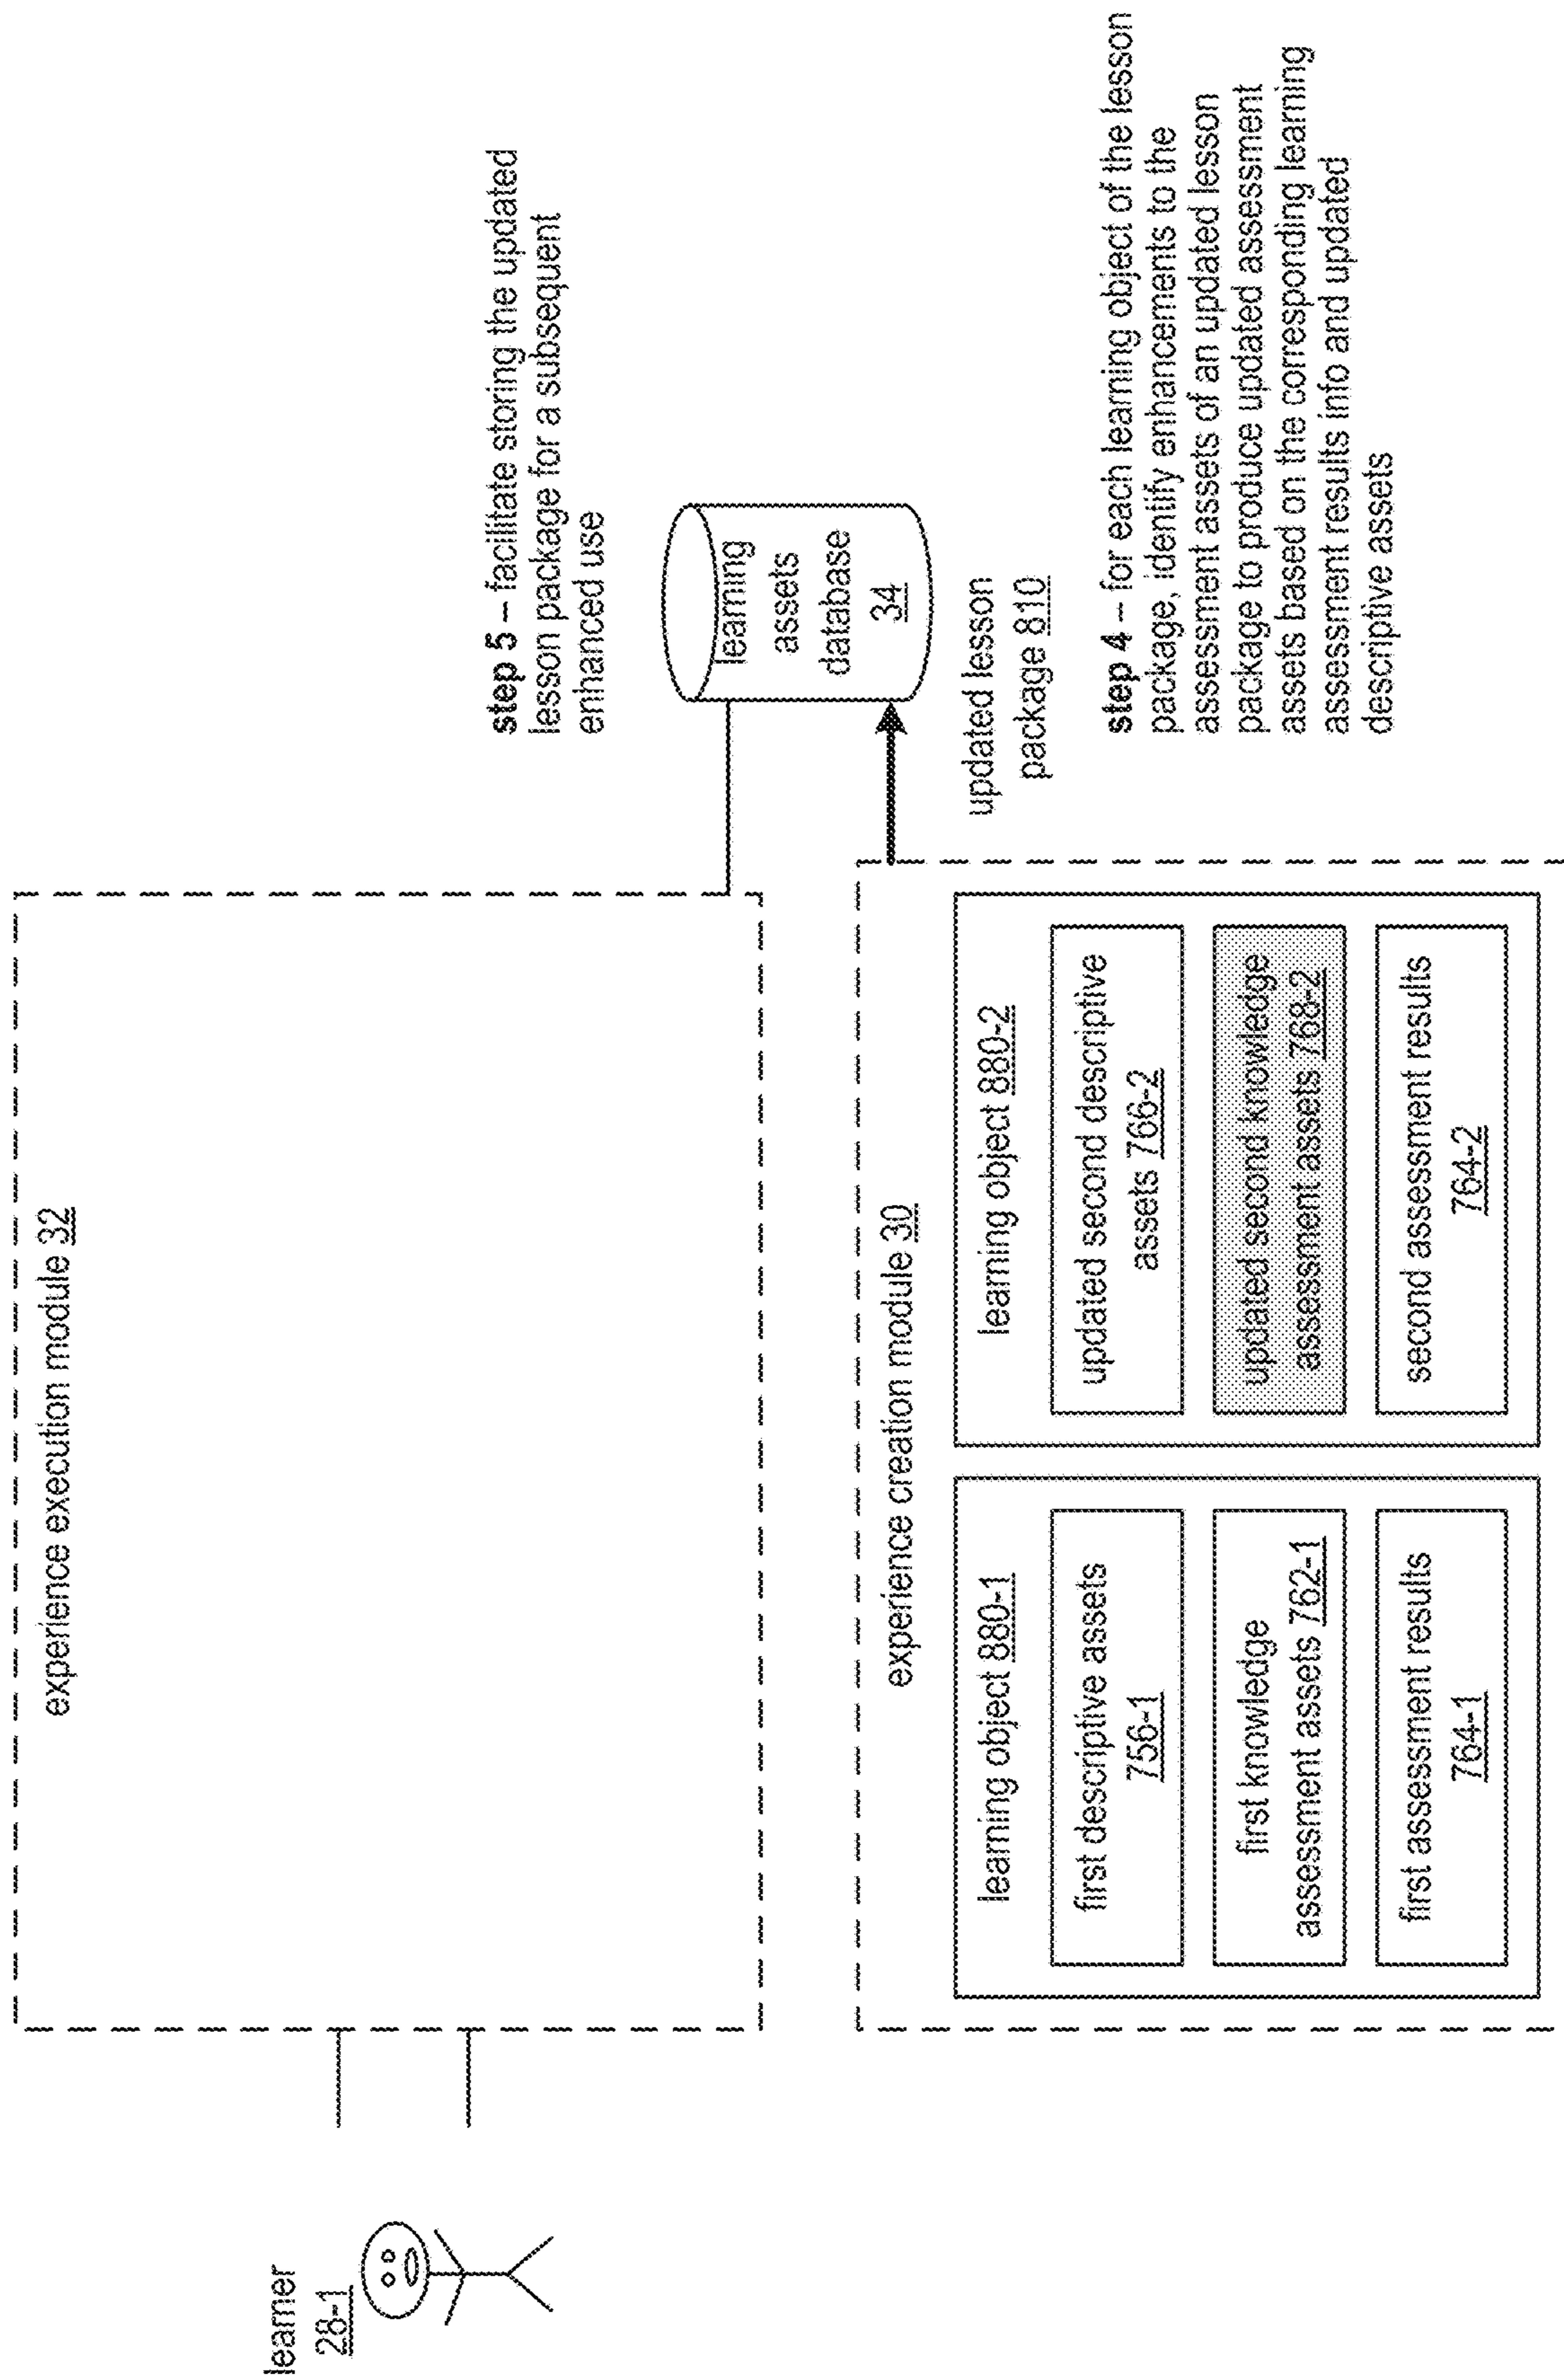 learner
28-1
experience execution module 32
step 5 – facilitate storing the updated
lesson package for a subsequent
enhanced use
learning
assets
database
34
experience creation module 30
learning object 880-1
first descriptive assets
756-1
first knowledge
assessment assets 762-1
first assessment results
764-1
learning object 880-2
updated second descriptive
assets 766-2
updated second knowledge
assessment assets 768-2
second assessment results
764-2
updated lesson
package 810
step 4 – for each learning object of the lesson
package, identify enhancements to the
assessment assets of an updated lesson
package to produce updated assessment
assets based on the corresponding learning
assessment results info and updated
descriptive assets